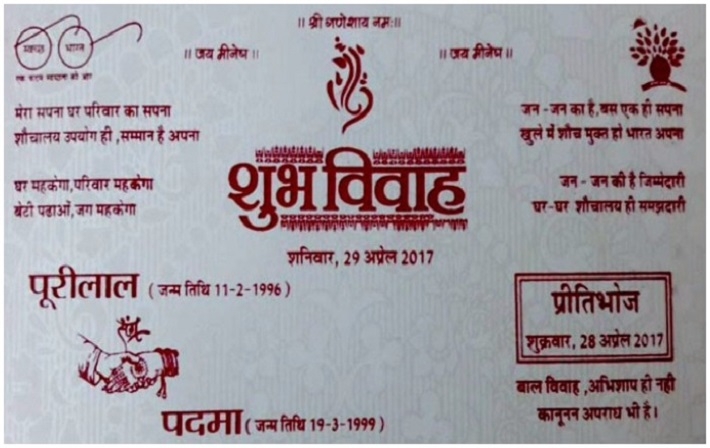 ॥ श्री गणेशाय नमः ॥
स्वच्छ भारत
एक कदम स्वच्छता की ओर
॥ जय मीनेष ॥
॥ जय मीनेष ॥
मेरा सपना घर परिवार का सपना
शौचालय उपयोग ही ,सम्मान है अपना
घर महकेगा,परिवार महकेगा
बेटी पढाओं,जग महकेगा
जन - जन का है,बस एक ही सपना
खुले में शौच मुक्त हो भारत अपना
जन - जन की है जिम्मेदारी
घर-घर शौचालय ही समझदारी
शुभ विवाह
शनिवार, 29 अप्रेल 2017
पूरीलाल ( जन्म तिथि 11-2-1996 )
संग
पदमा ( जन्म तिथि 19-3-1999 )
प्रीतिभोज
शुक्रवार, 28 अप्रेल 2017
बाल विवाह ,अभिशाप ही नही
कानूनन अपराध भी है।